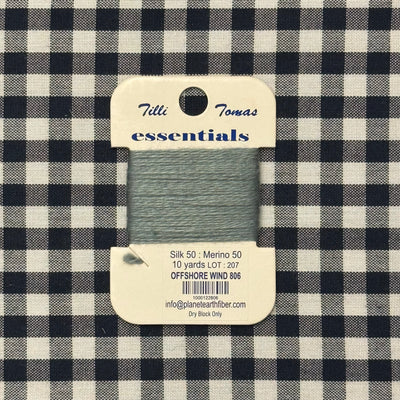 Tilli Tomas
essentials
Silk 50 : Merino 50
10 yards LOT : 207
OFFSHORE WIND 806
1000122806
info@planetearthfiber.com
Dry Block Only